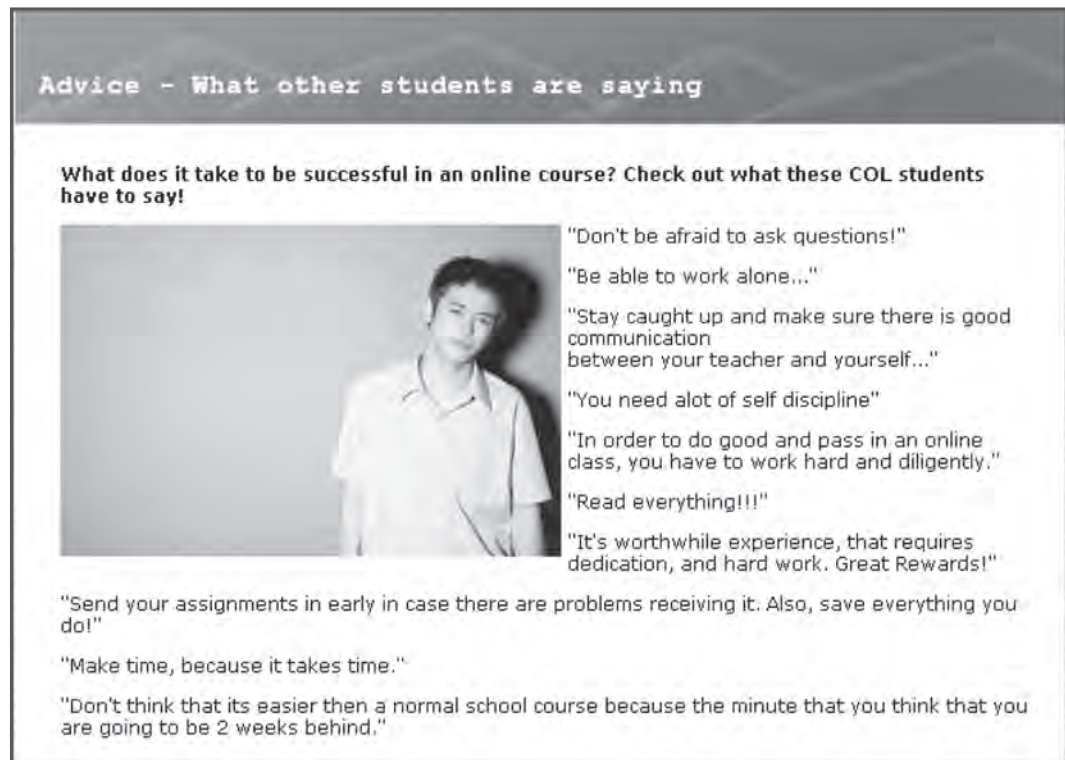 Advice - What other students are saying
What does it take to be successful in an online course? Check out what these COL students
have to say!
"Don't be afraid to ask questions!"
"Be able to work alone..."
"Stay caught up and make sure there is good
communication
between your teacher and yourself..."
"You need alot of self discipline"
"In order to do good and pass in an online
class, you have to work hard and diligently."
"Read everything!!!"
"It's worthwhile experience, that requires
dedication, and hard work. Great Rewards!"
"Send your assignments in early in case there are problems receiving it. Also, save everything you
do!"
"Make time, because it takes time."
"Don't think that its easier then a normal school course because the minute that you think that you
are going to be 2 weeks behind."